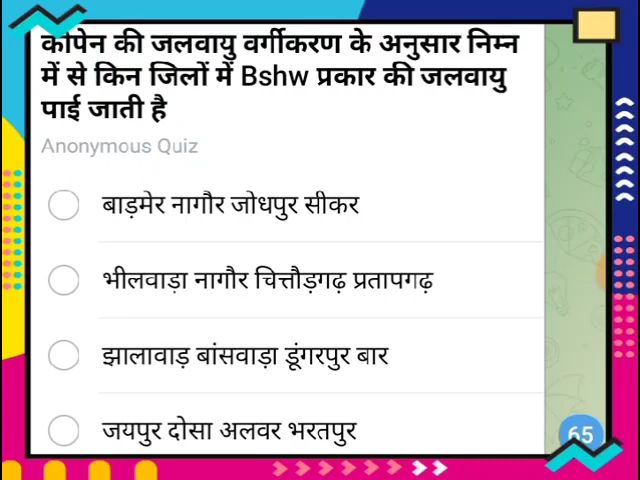 कोपेन की जलवायु वर्गीकरण के अनुसार निम्न
में से किन जिलों में Bshw प्रकार की जलवायु
पाई जाती है
Anonymous Quiz
बाड़मेर नागौर जोधपुर सीकर
भीलवाड़ा नागौर चित्तौड़गढ़ प्रतापगढ़
झालावाड़ बांसवाड़ा डूंगरपुर बार
जयपुर दोसा अलवर भरतपुर
65